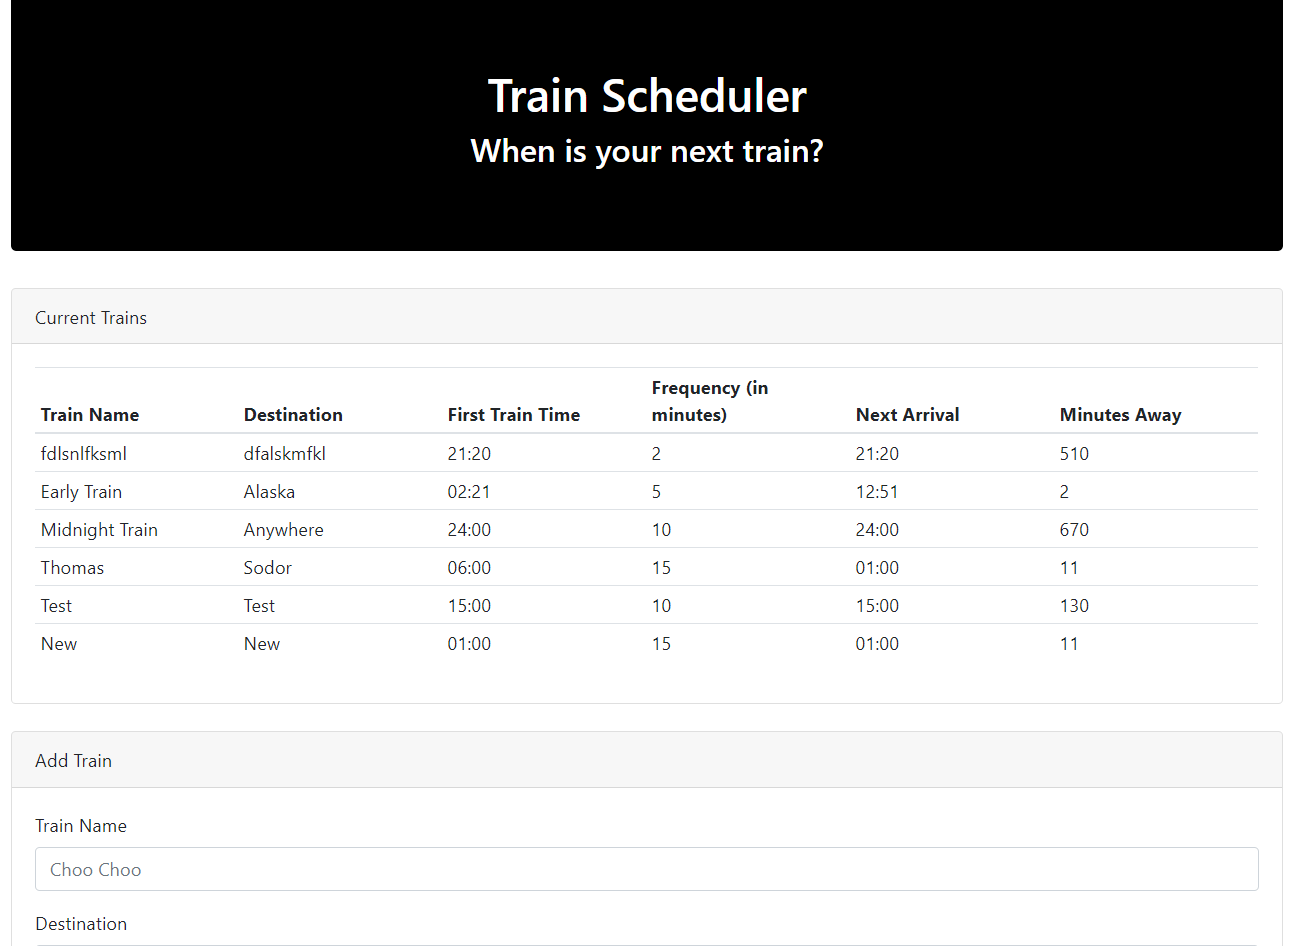 Train Scheduler
When is your next train?
Current Trains
Train Name Destination First Train Time Frequency (in minutes) Next Arrival Minutes Away
fdlsnlfksml dfalskmfkl 21:20 2 21:20 510
Early Train Alaska 02:21 5 12:51 2
Midnight Train Anywhere 24:00 10 24:00 670
Thomas Sodor 06:00 15 01:00 11
Test Test 15:00 10 15:00 130
New New 01:00 15 01:00 11
Add Train
Train Name
Choo Choo
Destination